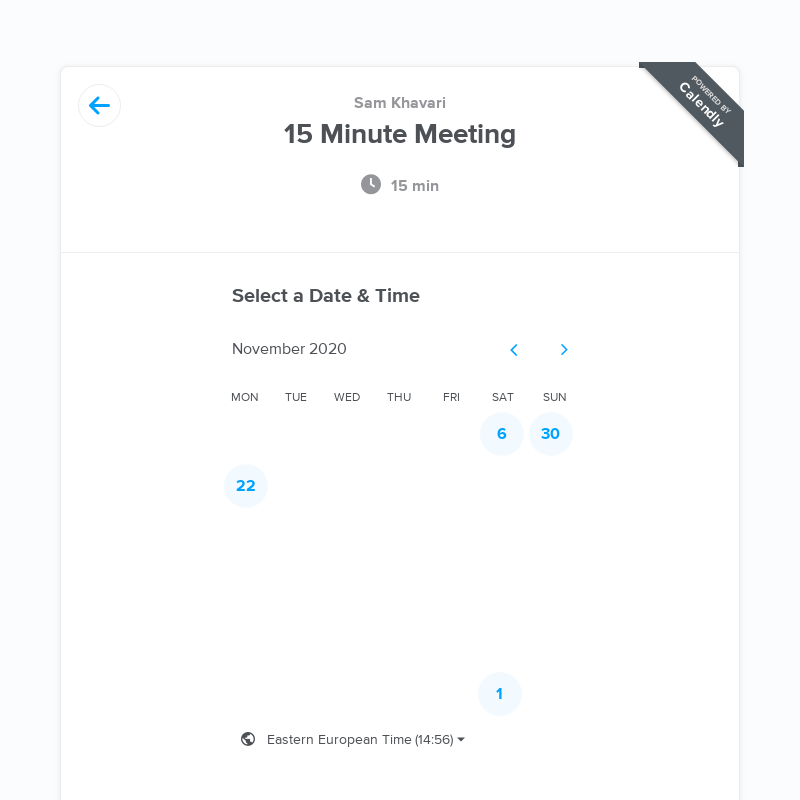 POWERED BY
Calendly
Sam Khavari
15 Minute Meeting
15 min
Select a Date & Time
November 2020
MON TUE WED THU FRI SAT SUN
6 30
22
1
Eastern European Time (14:56)